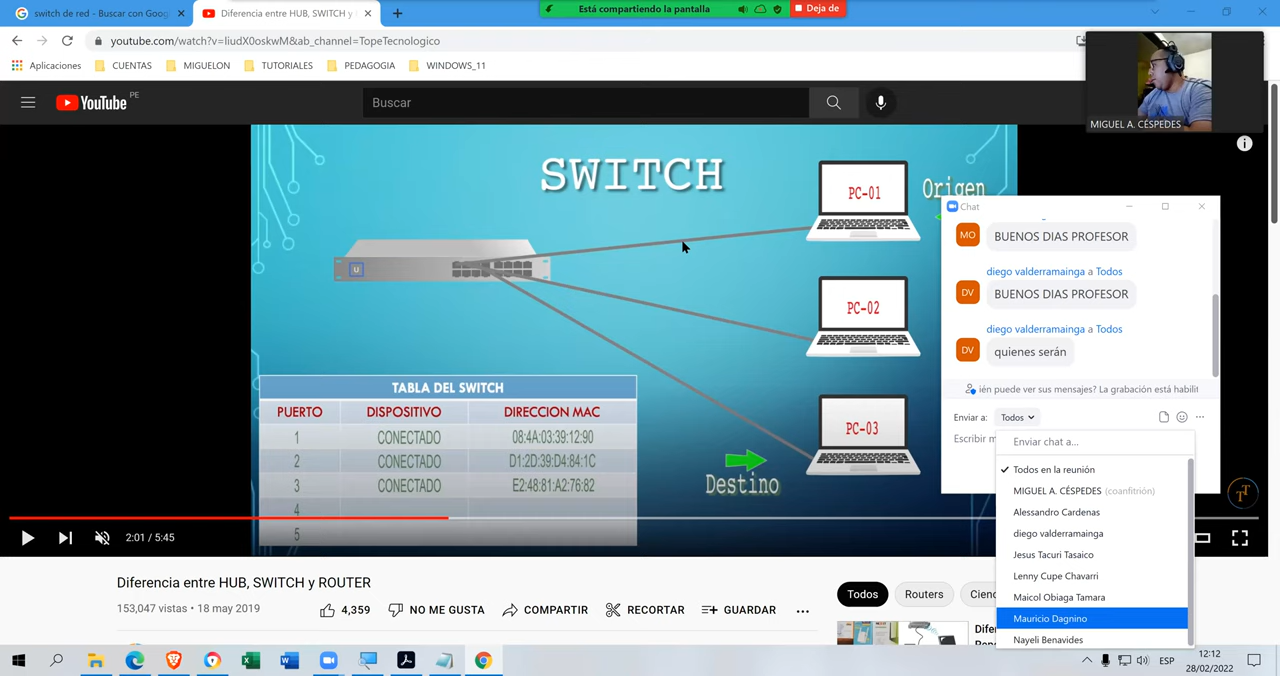 switch de red - Buscar con Goog
Diferencia entre HUB, SWITCH y
Está compartiendo la pantalla
Deja de
youtube.com/watch?v=liudX0oskwM&ab_channel=TopeTecnologico
Aplicaciones
CUENTAS
MIGUELON
TUTORIALES
PEDAGOGIA
WINDOWS_11
YouTube PE
Buscar
MIGUEL A. CÉSPEDES
SWITCH
PC-01
Origen
U
PC-02
PC-03
Destino
TABLA DEL SWITCH
PUERTO DISPOSITIVO DIRECCION MAC
1 CONECTADO 08:4A:03:39:12:90
2 CONECTADO D1:2D:39:D4:84:1C
3 CONECTADO E2:48:81:A2:76:82
4
5
Chat
MO BUENOS DIAS PROFESOR
diego valderramainga a Todos
DV BUENOS DIAS PROFESOR
diego valderramainga a Todos
DV quienes serán
ién puede ver sus mensajes? La grabación está habilit
Enviar a: Todos
Escribir m
Enviar chat a...
Todos en la reunión
MIGUEL A. CÉSPEDES (coanfitrión)
Alessandro Cardenas
diego valderramainga
Jesus Tacuri Tasaico
Lenny Cupe Chavarri
Maicol Obiaga Tamara
Mauricio Dagnino
Nayeli Benavides
TT
2:01 / 5:45
Diferencia entre HUB, SWITCH y ROUTER
153,047 vistas • 18 may 2019
4,359
NO ME GUSTA
COMPARTIR
RECORTAR
GUARDAR
Todos
Routers
Cienc
Difer
entre
ESP
12:12
28/02/2022